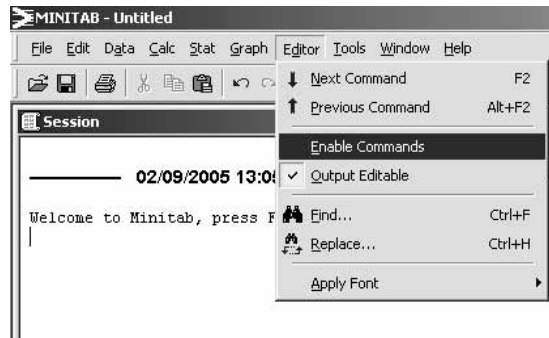 MINITAB - Untitled
File Edit Data Calc Stat Graph Editor Tools Window Help
Next Command F2
Previous Command Alt+F2
Session
Enable Commands
02/09/2005 13:05
Output Editable
Welcome to Minitab, press F
Find... Ctrl+F
Replace... Ctrl+H
Apply Font